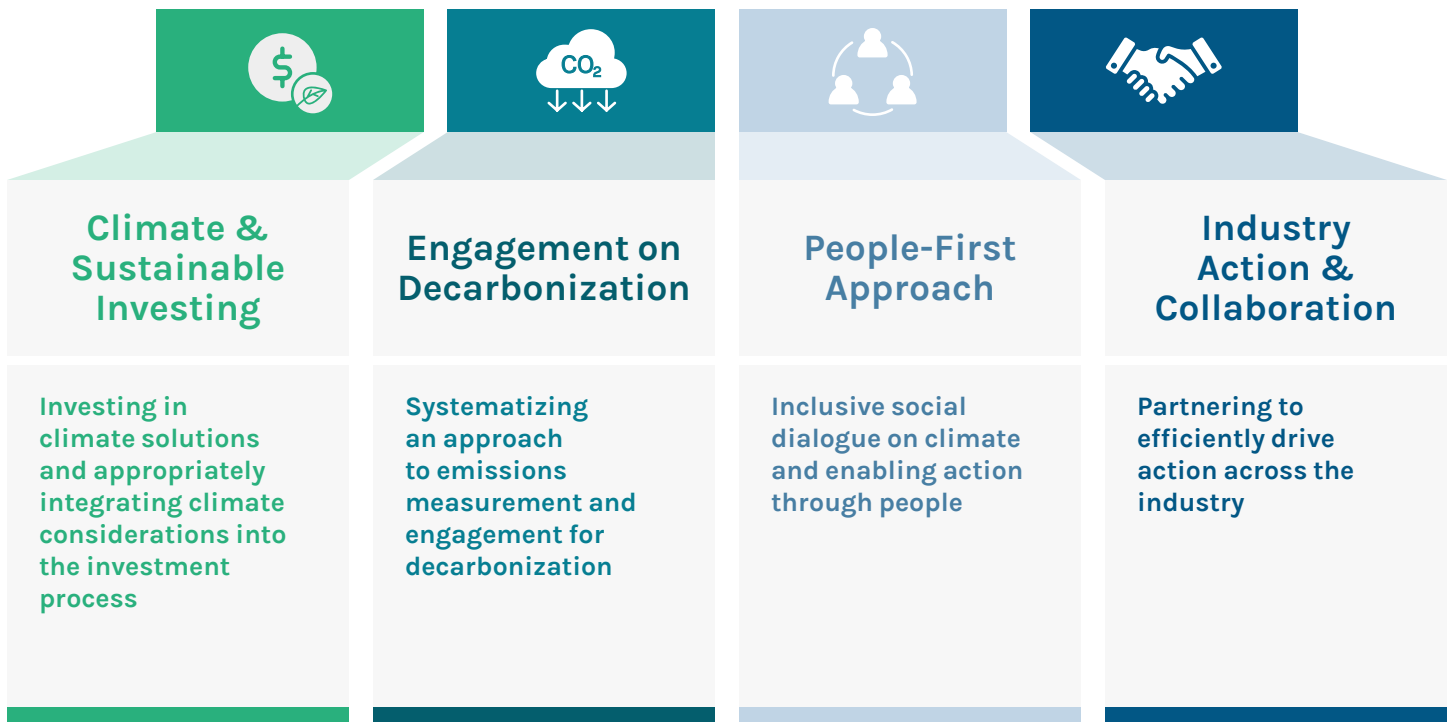 $
CO₂
Climate &
Sustainable
Investing
Engagement on
Decarbonization
People-First
Approach
Industry
Action &
Collaboration
Investing in
climate solutions
and appropriately
integrating climate
considerations into
the investment
process
Systematizing
an approach
to emissions
measurement and
engagement for
decarbonization
Inclusive social
dialogue on climate
and enabling action
through people
Partnering to
efficiently drive
action across the
industry